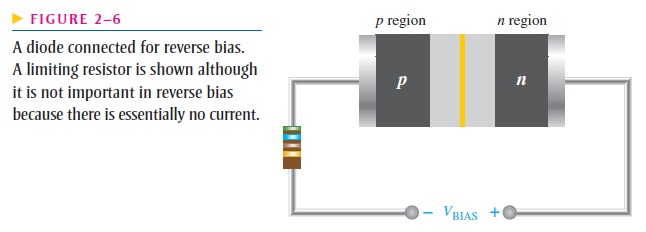 FIGURE 2–6
A diode connected for reverse bias.
A limiting resistor is shown although
it is not important in reverse bias
because there is essentially no current.
p region n region
p n
– VBIAS +